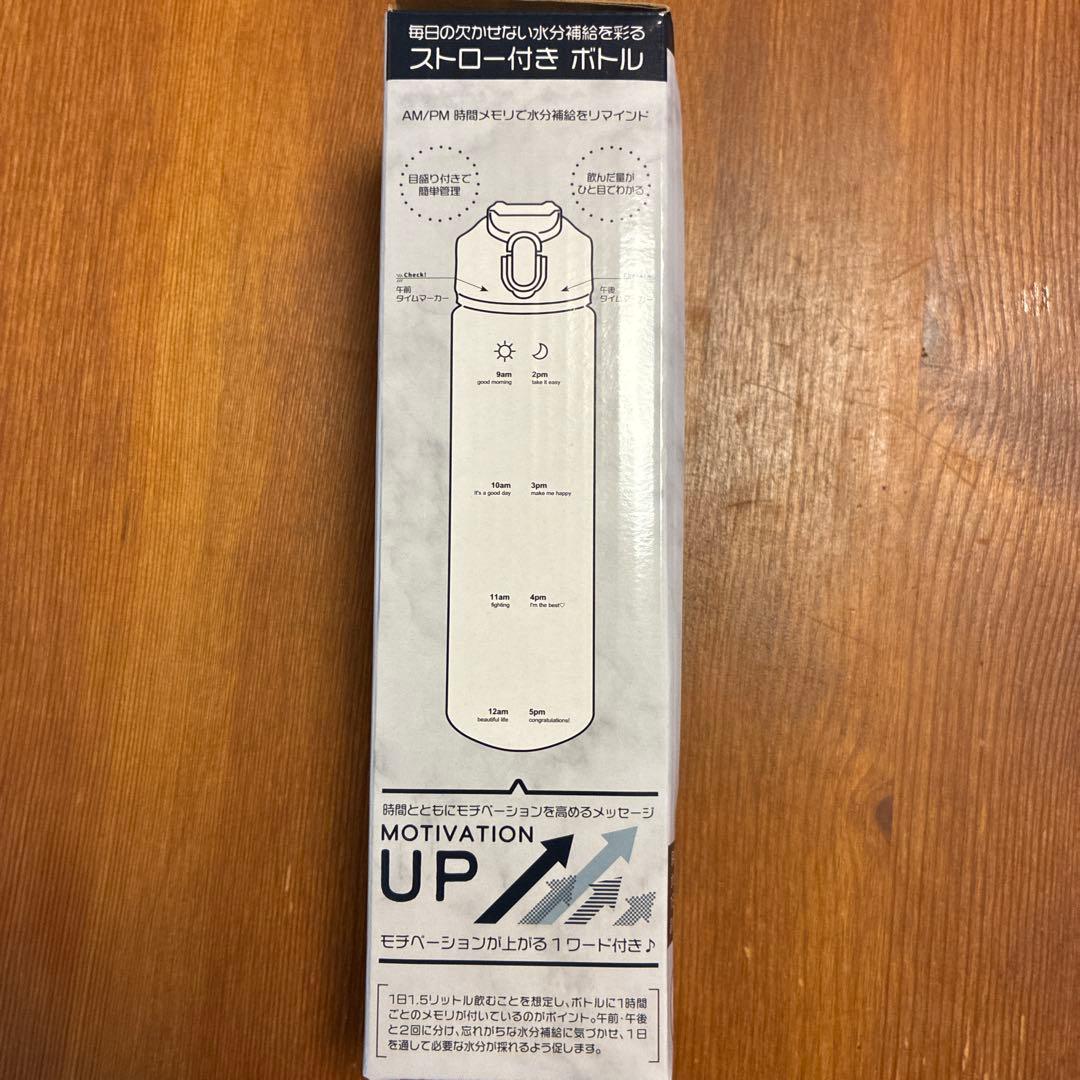 毎日の欠かせない水分補給を彩る
ストロー付き ボトル
AM/PM 時間メモリで水分補給をリマインド
目盛り付きで
簡単管理
飲んだ量が
ひと目でわかる
Check!
午前
タイムマーカー
午後
タイムマーカー
9am
good morning
2pm
take it easy
10am
it's a good day
3pm
make me happy
11am
fighting
4pm
I'm the best♡
12am
beautiful life
5pm
congratulations!
時間とともにモチベーションを高めるメッセージ
MOTIVATION
UP
モチベーションが上がる1ワード付き♪
1日1.5リットル飲むことを想定し、ボトルに1時間
ごとのメモリが付いているのがポイント。午前・午後
と2回に分け、忘れがちな水分補給に気づかせ、1日
を通して必要な水分が採れるよう促します。